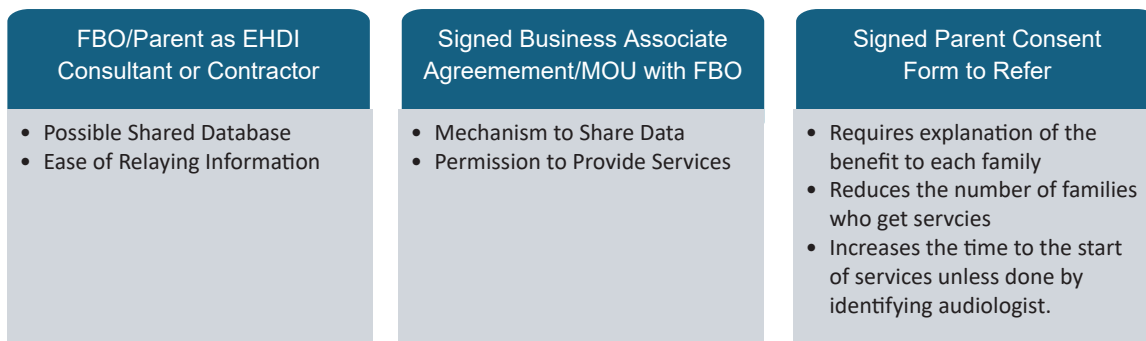 FBO/Parent as EHDI
Consultant or Contractor
• Possible Shared Database
• Ease of Relaying Information
Signed Business Associate
Agreemement/MOU with FBO
• Mechanism to Share Data
• Permission to Provide Services
Signed Parent Consent
Form to Refer
• Requires explanation of the
benefit to each family
• Reduces the number of families
who get servcies
• Increases the time to the start
of services unless done by
identifying audiologist.